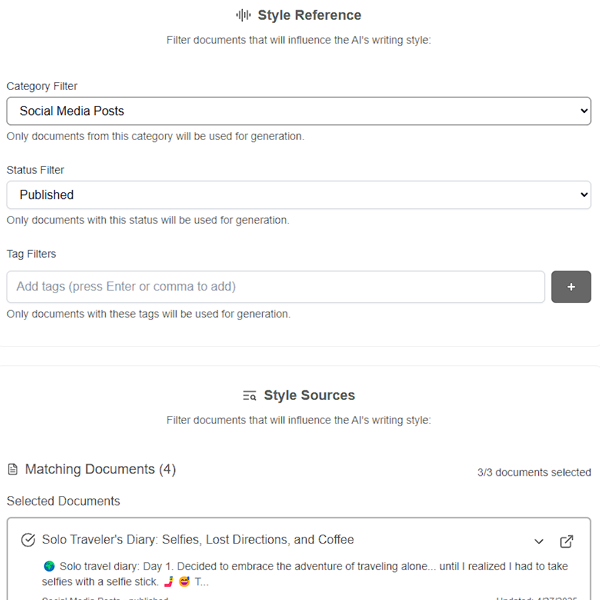 Style Reference
Filter documents that will influence the AI's writing style:
Category Filter
Social Media Posts
Only documents from this category will be used for generation.
Status Filter
Published
Only documents with this status will be used for generation.
Tag Filters
Add tags (press Enter or comma to add)
+
Only documents with these tags will be used for generation.
Style Sources
Filter documents that will influence the AI's writing style:
Matching Documents (4)
3/3 documents selected
Selected Documents
Solo Traveler's Diary: Selfies, Lost Directions, and Coffee
🌍 Solo travel diary: Day 1. Decided to embrace the adventure of traveling alone... until I realized I had to take
selfies with a selfie stick. 🤳 😅 T...
Social Media Posts · published
Updated: 4/27/2025